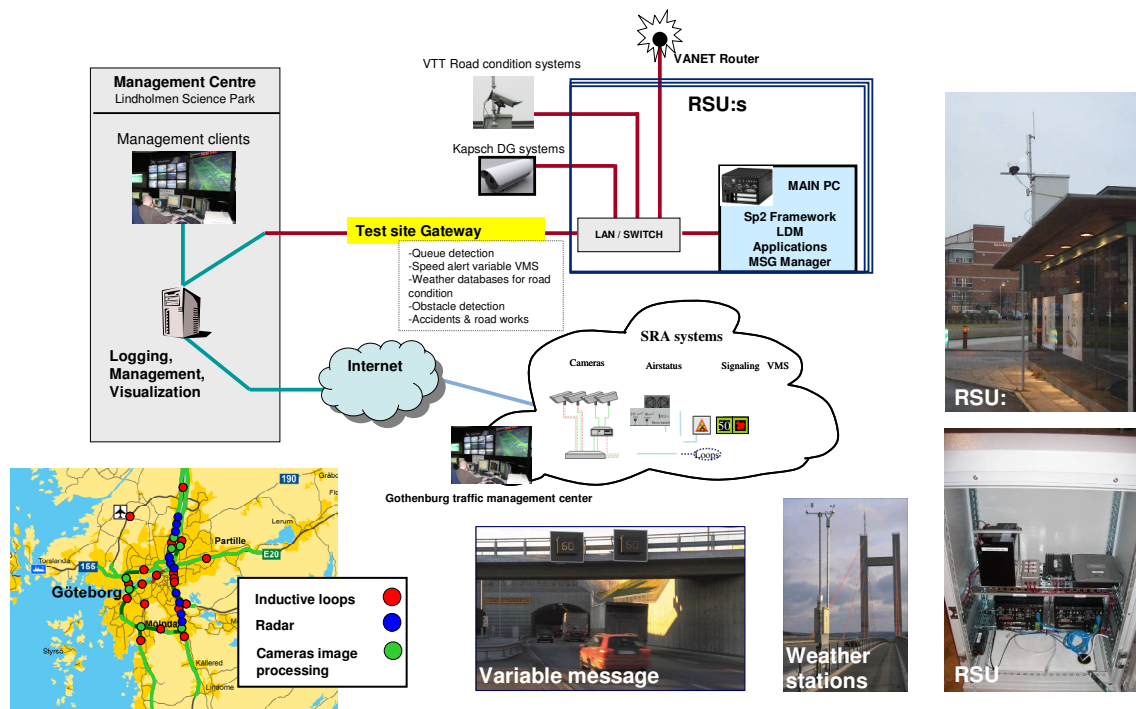 VANET Router
VTT Road condition systems
Management Centre
Lindholmen Science Park
RSU:s
Management clients
Kapsch DG systems
MAIN PC
Sp2 Framework
LDM
Applications
MSG Manager
Test site Gateway
LAN / SWITCH
-Queue detection
-Speed alert variable VMS
-Weather databases for road
condition
-Obstacle detection
-Accidents & road works
SRA systems
Logging,
Management,
Visualization
Internet
Cameras
Airstatus
Signaling VMS
50
Loops
RSU:
Gothenburg traffic management center
190
Lerum
Partille
E20
Torslanda
155
Göteborg
Mölndal
Styrsö
Kållered
Lindome
Inductive loops
Radar
Cameras image
processing
60
60
Variable message
Weather
stations
RSU